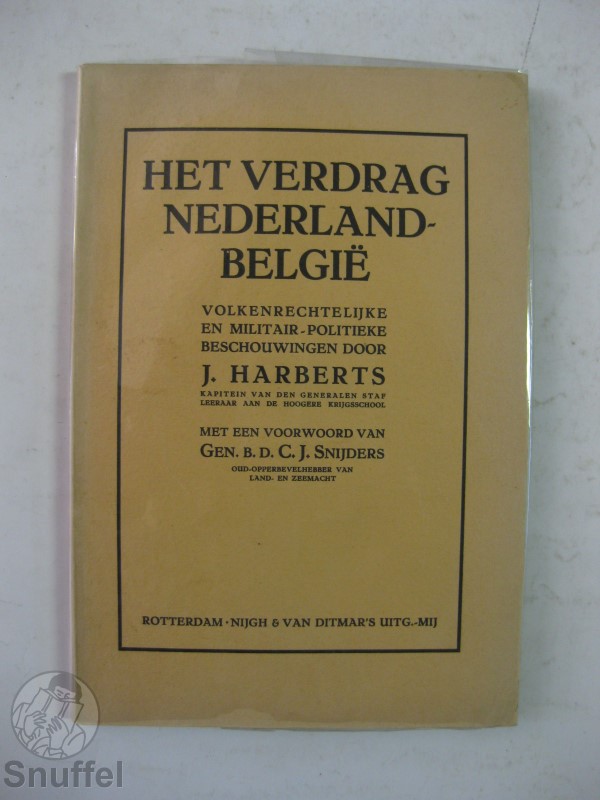 HET VERDRAG
NEDERLAND-
BELGIË
VOLKENRECHTELIJKE
EN MILITAIR-POLITIEKE
BESCHOUWINGEN DOOR
J. HARBERTS
KAPITEIN VAN DEN GENERALEN STAF
LEERAAR AAN DE HOOGERE KRIJGSSCHOOL
MET EEN VOORWOORD VAN
GEN. B. D. C. J. SNIJDERS
OUD-OPPERBEVELHEBBER VAN
LAND- EN ZEEMACHT
ROTTERDAM • NIJGH & VAN DITMAR'S UITG.-MIJ
Snuffel